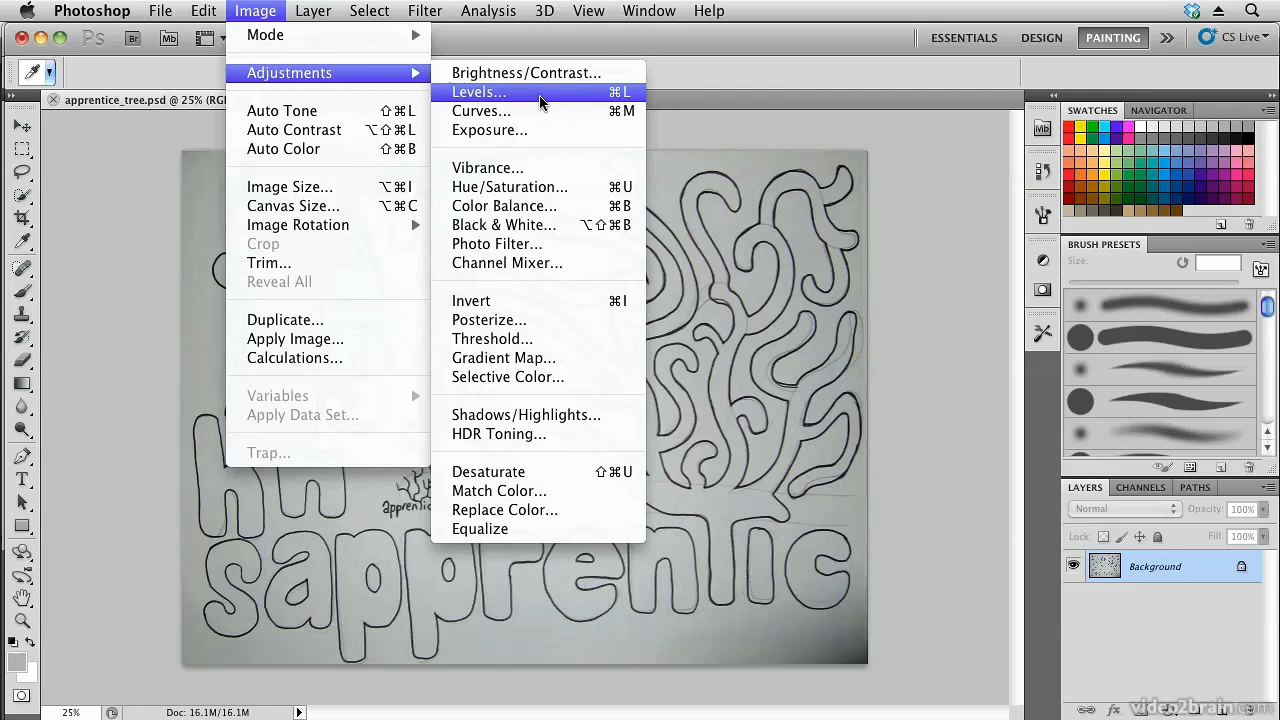 Photoshop File Edit Image Layer Select Filter Analysis 3D View Window Help
Ps Br Mb ESSENTIALS DESIGN PAINTING CS Live
apprentice_tree.psd @ 25% (RG
Mode
Adjustments
Auto Tone ⇧⌘L
Auto Contrast ⌥⇧⌘L
Auto Color ⇧⌘B
Image Size... ⌥⌘I
Canvas Size... ⌥⌘C
Image Rotation
Crop
Trim...
Reveal All
Duplicate...
Apply Image...
Calculations...
Variables
Apply Data Set...
Trap...
Brightness/Contrast...
Levels... ⌘L
Curves... ⌘M
Exposure...
Vibrance...
Hue/Saturation... ⌘U
Color Balance... ⌘B
Black & White... ⌥⇧⌘B
Photo Filter...
Channel Mixer...
Invert ⌘I
Posterize...
Threshold...
Gradient Map...
Selective Color...
Shadows/Highlights...
HDR Toning...
Desaturate ⇧⌘U
Match Color...
Replace Color...
Equalize
Mb
SWATCHES NAVIGATOR
BRUSH PRESETS
Size:
LAYERS CHANNELS PATHS
Normal Opacity: 100%
Lock: Fill: 100%
Background
hn
sapprentic
25% Doc: 16.1M/16.1M
video2brain.com